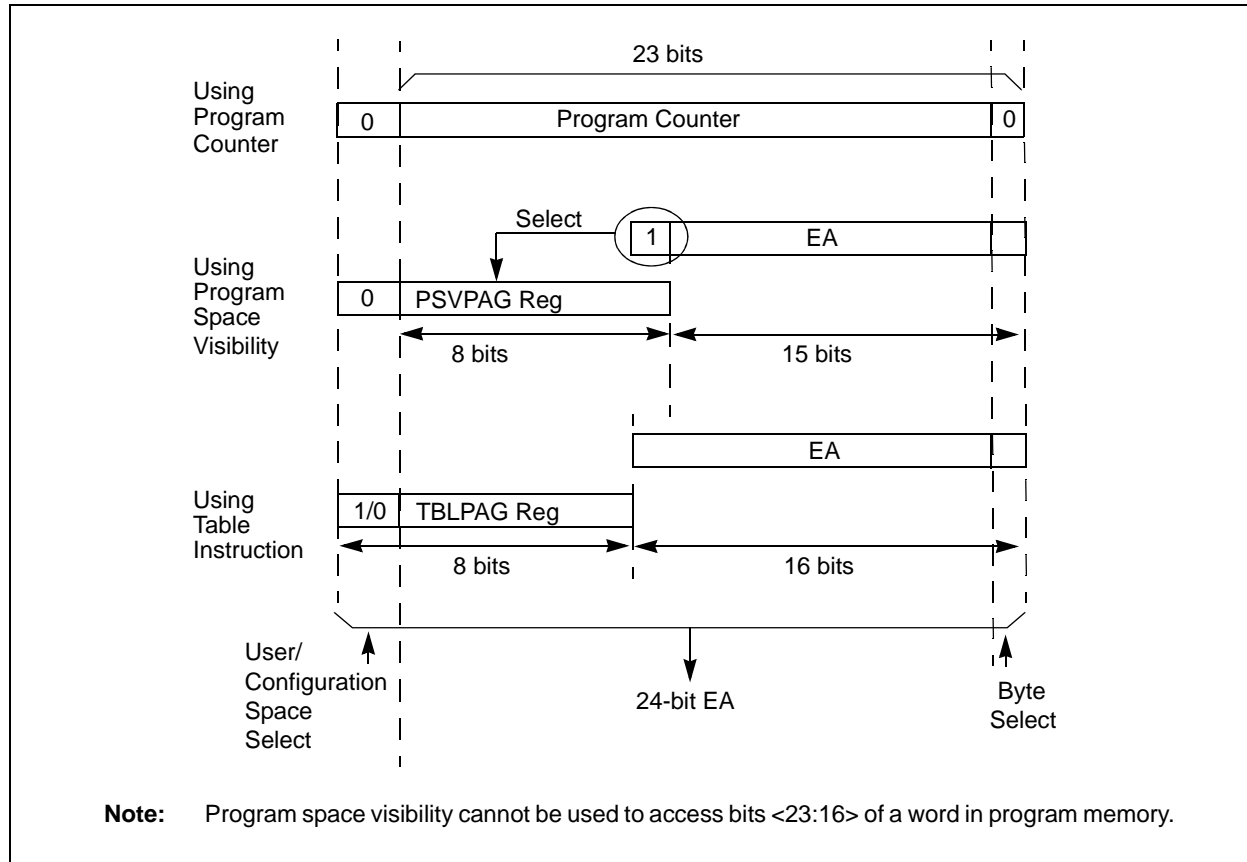 23 bits
Using
Program
Counter
0
Program Counter
0
Select
1
EA
Using
Program
Space
Visibility
0
PSVPAG Reg
8 bits
15 bits
EA
Using
Table
Instruction
1/0
TBLPAG Reg
8 bits
16 bits
User/
Configuration
Space
Select
24-bit EA
Byte
Select
Note: Program space visibility cannot be used to access bits <23:16> of a word in program memory.